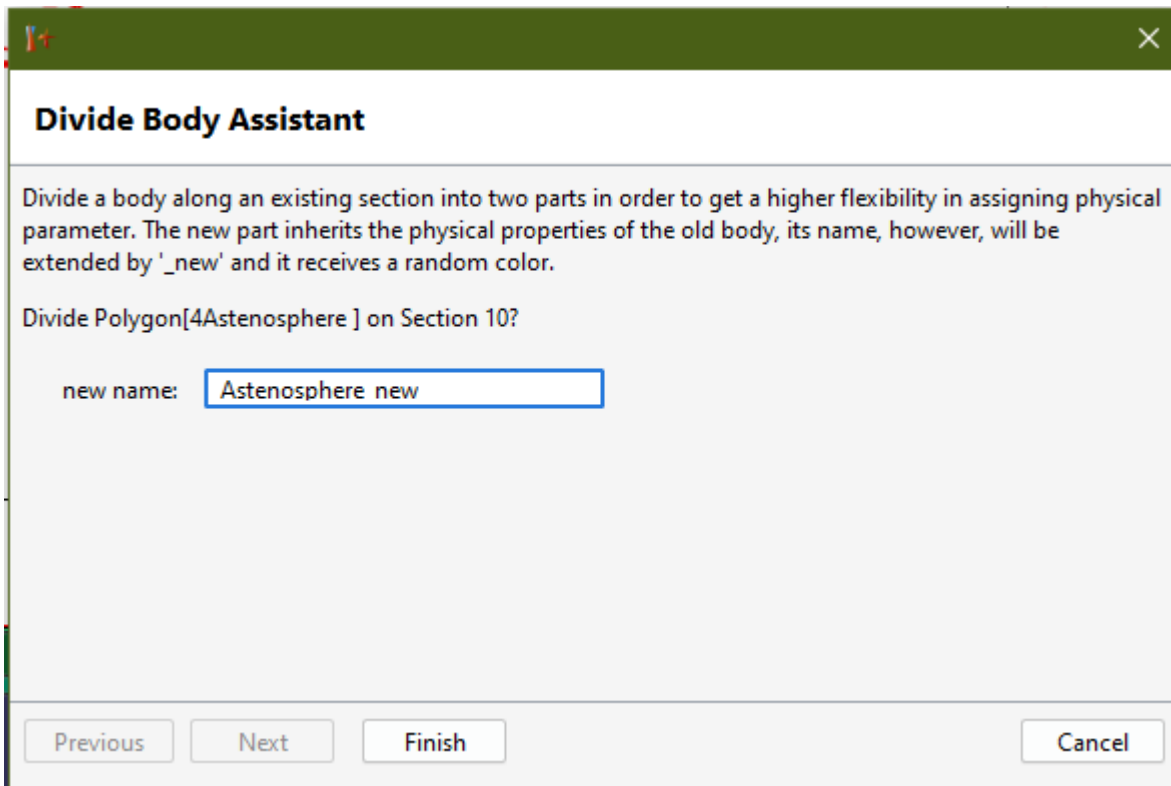 Divide Body Assistant
Divide a body along an existing section into two parts in order to get a higher flexibility in assigning physical
parameter. The new part inherits the physical properties of the old body, its name, however, will be
extended by '_new' and it receives a random color.
Divide Polygon[4Astenosphere ] on Section 10?
new name: Astenosphere_new
Previous Next Finish Cancel